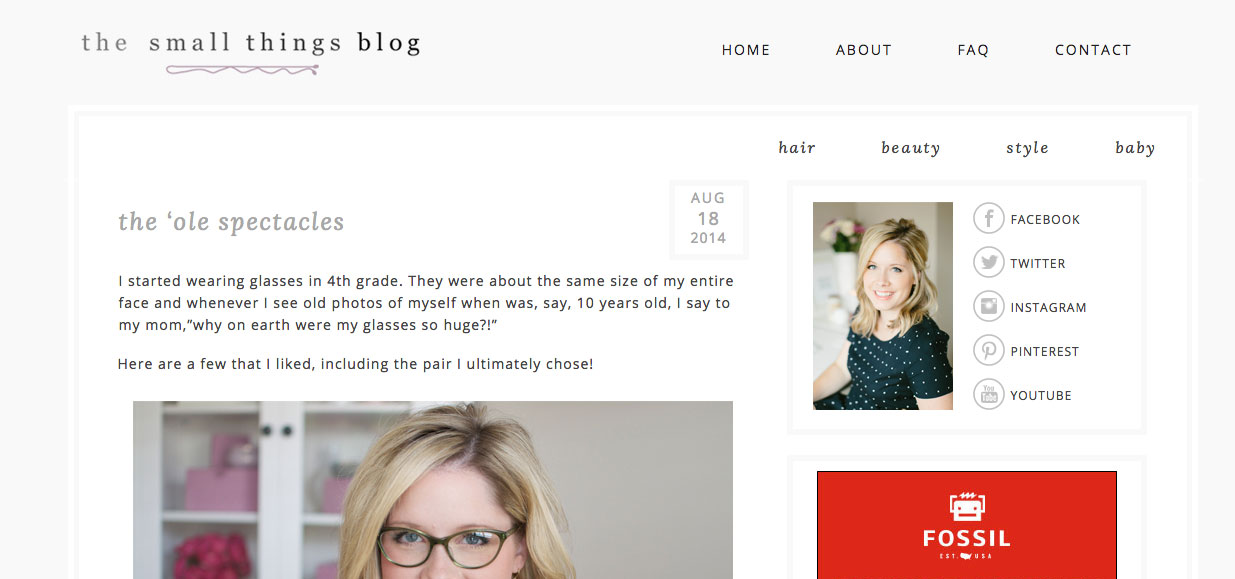 the small things blog
HOME ABOUT FAQ CONTACT
hair beauty style baby
the ‘ole spectacles
AUG
18
2014
I started wearing glasses in 4th grade. They were about the same size of my entire
face and whenever I see old photos of myself when was, say, 10 years old, I say to
my mom,”why on earth were my glasses so huge?!”
Here are a few that I liked, including the pair I ultimately chose!
FACEBOOK
TWITTER
INSTAGRAM
PINTEREST
You Tube YOUTUBE
FOSSIL
EST. USA